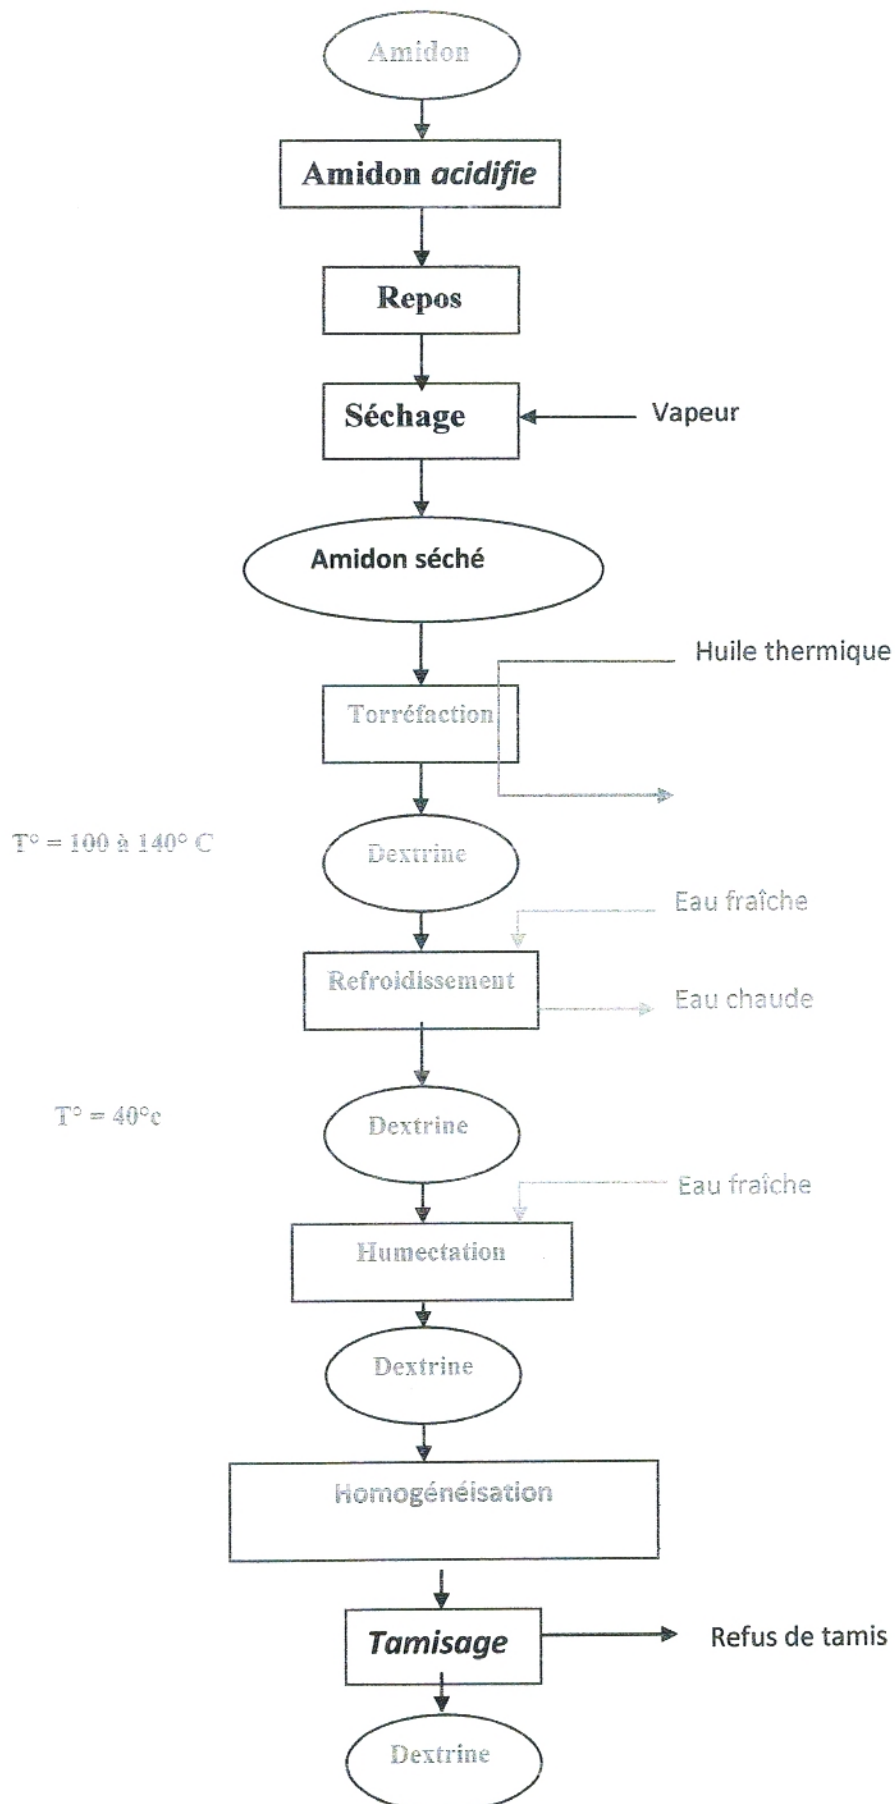 Amidon
Amidon acidifie
Repos
Séchage
Vapeur
Amidon séché
Huile thermique
Torréfaction
T° = 100 à 140° C
Dextrine
Eau fraîche
Refroidissement
Eau chaude
T° = 40°c
Dextrine
Eau fraîche
Humectation
Dextrine
Homogénéisation
Tamisage
Refus de tamis
Dextrine